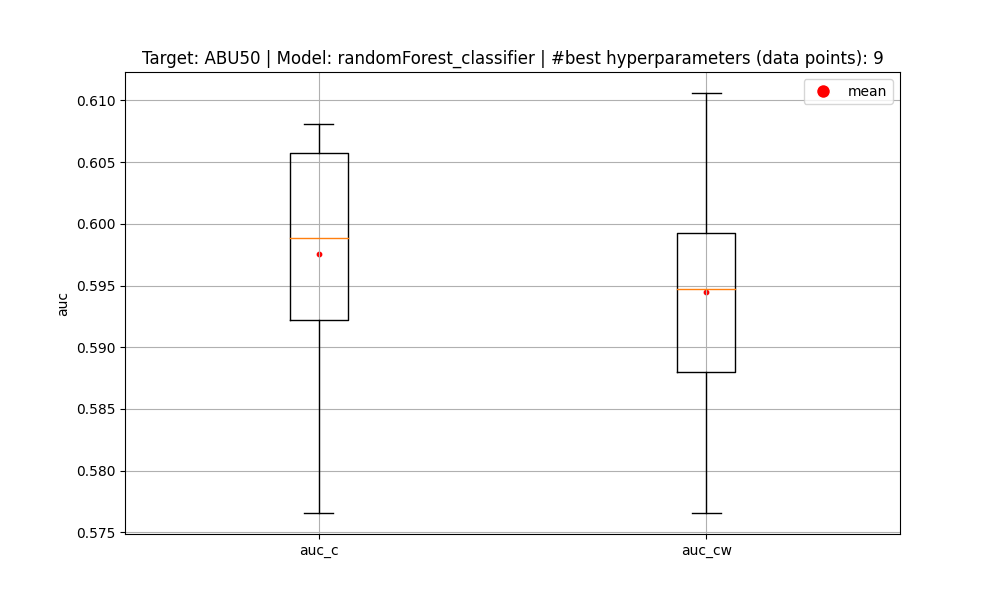 Target: ABU50 | Model: randomForest_classifier | #best hyperparameters (data points): 9
mean
0.610
0.605
0.600
0.595
0.590
0.585
0.580
0.575
auc
auc_c
auc_cw